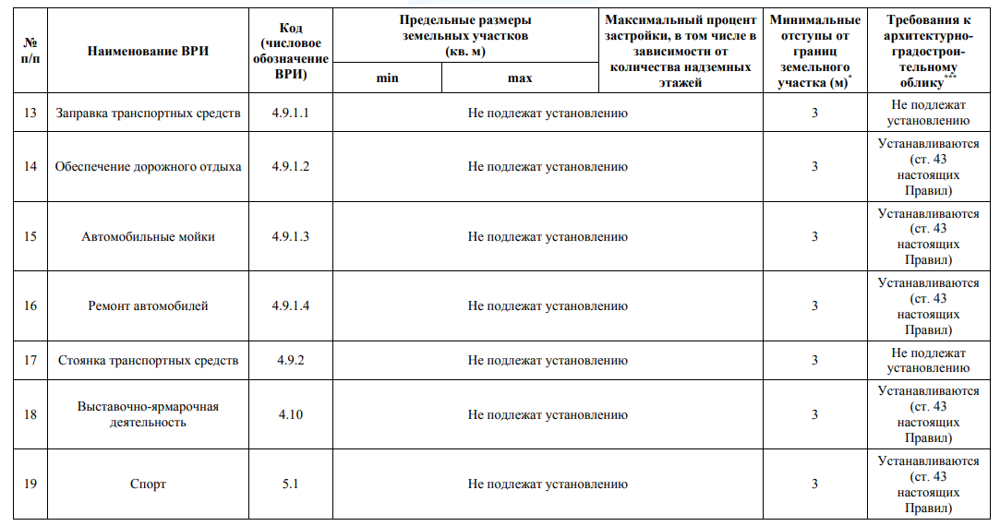 №
п/п
Наименование ВРИ
Код
(числовое
обозначение
ВРИ)
Предельные размеры
земельных участков
(кв. м)
min
max
Максимальный процент
застройки, в том числе в
зависимости от
количества надземных
этажей
Минимальные
отступы от
границ
земельного
участка (м)*
Требования к
архитектурно-
градострои-
тельному
облику***
13
Заправка транспортных средств
4.9.1.1
Не подлежат установлению
3
Не подлежат
установлению
14
Обеспечение дорожного отдыха
4.9.1.2
Не подлежат установлению
3
Устанавливаются
(ст. 43
настоящих
Правил)
15
Автомобильные мойки
4.9.1.3
Не подлежат установлению
3
Устанавливаются
(ст. 43
настоящих
Правил)
16
Ремонт автомобилей
4.9.1.4
Не подлежат установлению
3
Устанавливаются
(ст. 43
настоящих
Правил)
17
Стоянка транспортных средств
4.9.2
Не подлежат установлению
3
Не подлежат
установлению
18
Выставочно-ярмарочная
деятельность
4.10
Не подлежат установлению
3
Устанавливаются
(ст. 43
настоящих
Правил)
19
Спорт
5.1
Не подлежат установлению
3
Устанавливаются
(ст. 43
настоящих
Правил)